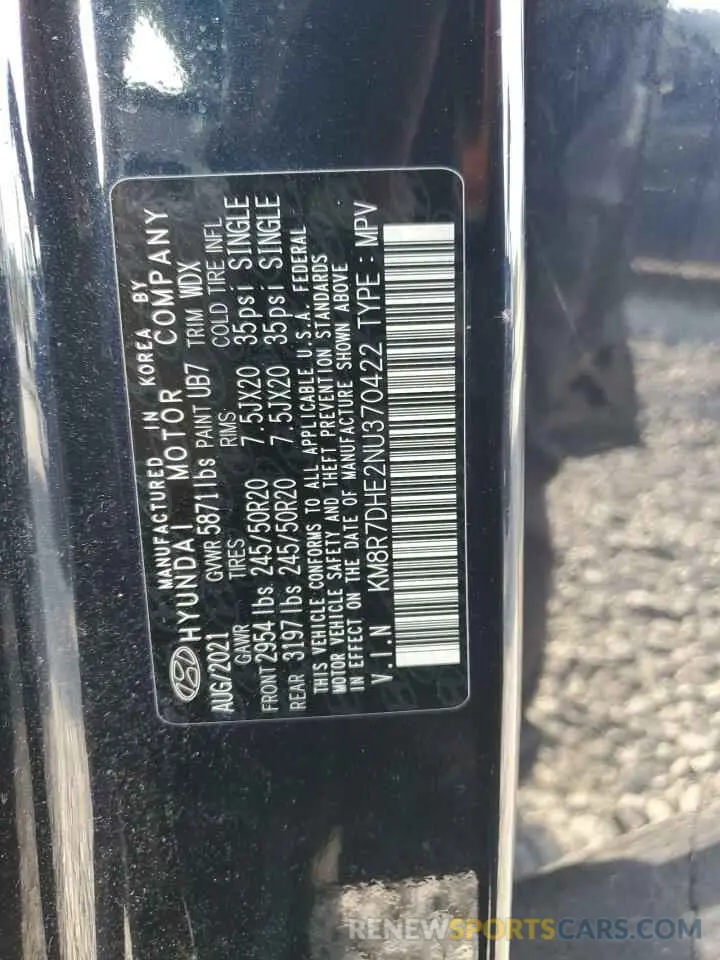 MANUFACTURED IN KOREA BY
HYUNDAI MOTOR COMPANY
AUG/2021 GVWR 5871lbs PAINT UB7 TRIM WDX
GAWR TIRES RMS COLD TIRE INFL
FRONT 2954 lbs 245/50R20 7.5JX20 35psi SINGLE
REAR 3197 lbs 245/50R20 7.5JX20 35psi SINGLE
THIS VEHICLE CONFORMS TO ALL APPLICABLE U.S.A. FEDERAL
MOTOR VEHICLE SAFETY AND THEFT PREVENTION STANDARDS
IN EFFECT ON THE DATE OF MANUFACTURE SHOWN ABOVE
V.I.N KM8R7DHE2NU370422 TYPE : MPV
RENEWSPORTSCARS.COM